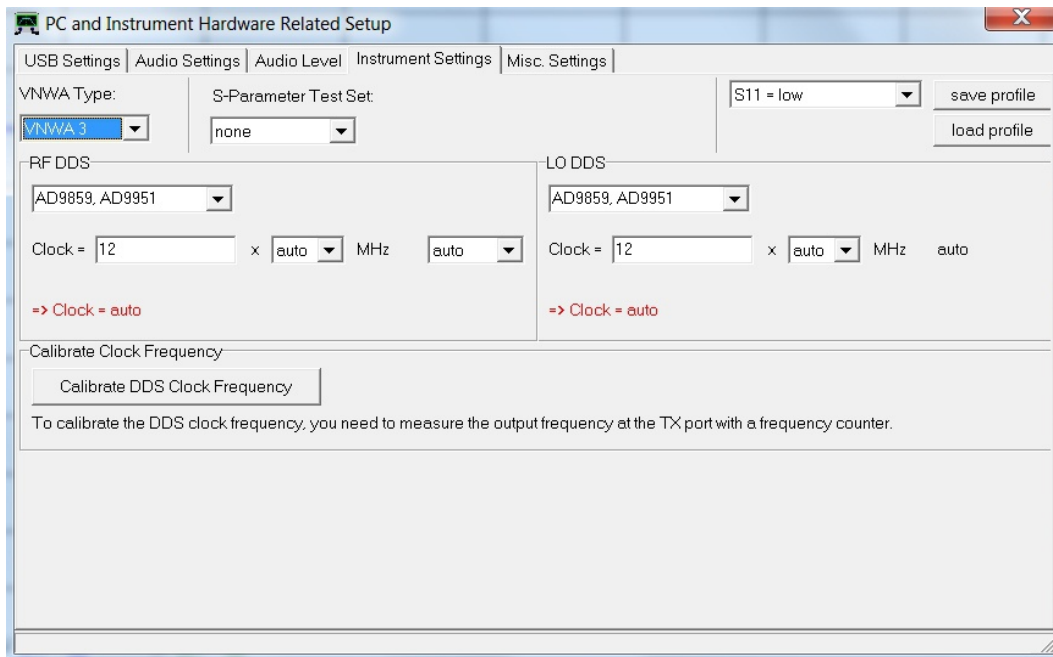 PC and Instrument Hardware Related Setup
X
USB Settings Audio Settings Audio Level Instrument Settings Misc. Settings
VNWA Type: S-Parameter Test Set: S11 = low save profile
VNWA 3 none load profile
RF DDS
AD9859, AD9951
Clock = 12 x auto MHz auto
=> Clock = auto
LO DDS
AD9859, AD9951
Clock = 12 x auto MHz auto
=> Clock = auto
Calibrate Clock Frequency
Calibrate DDS Clock Frequency
To calibrate the DDS clock frequency, you need to measure the output frequency at the TX port with a frequency counter.